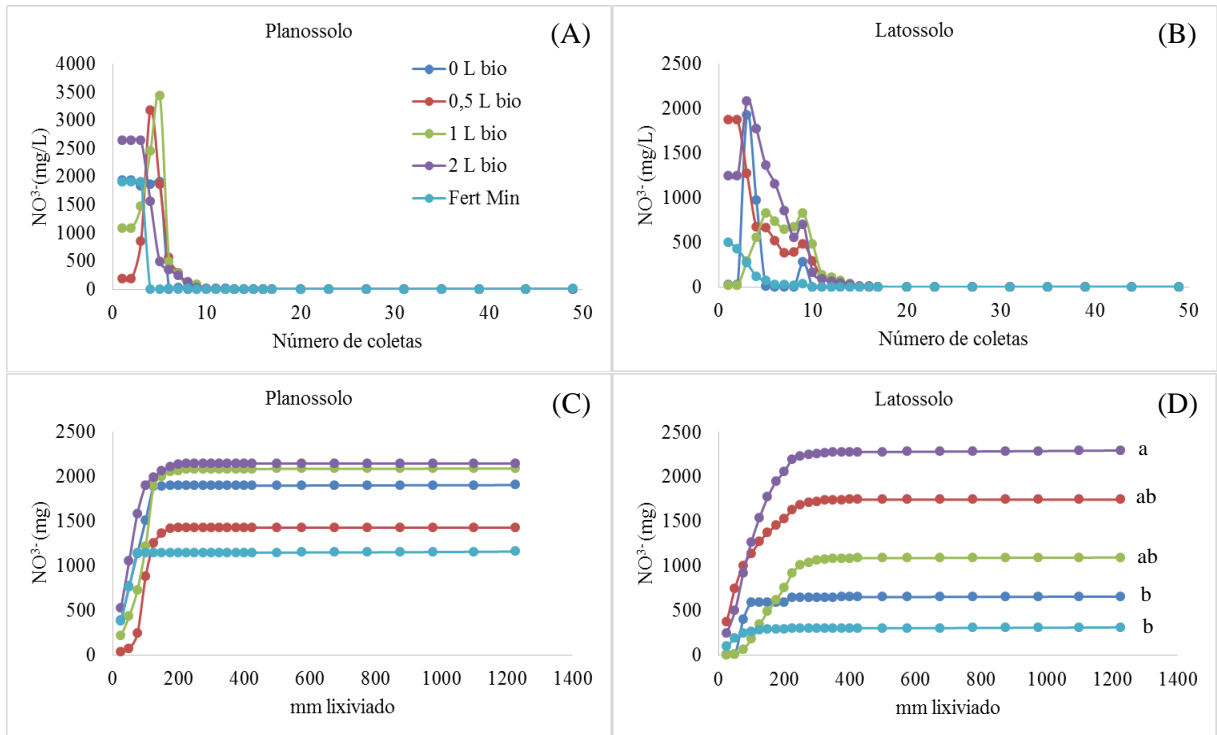 Planossolo
(A)
4000
3500
3000
2500
2000
1500
1000
500
0
NO³⁻(mg/L)
0 10 20 30 40 50
Número de coletas
0 L bio
0,5 L bio
1 L bio
2 L bio
Fert Min
Latossolo
(B)
2500
2000
1500
1000
500
0
NO³⁻(mg/L)
0 10 20 30 40 50
Número de coletas
Planossolo
(C)
2500
2000
1500
1000
500
0
NO³⁻(mg)
0 200 400 600 800 1000 1200 1400
mm lixiviado
Latossolo
(D)
2500
2000
1500
1000
500
0
NO³⁻(mg)
0 200 400 600 800 1000 1200 1400
mm lixiviado
a
ab
ab
b
b